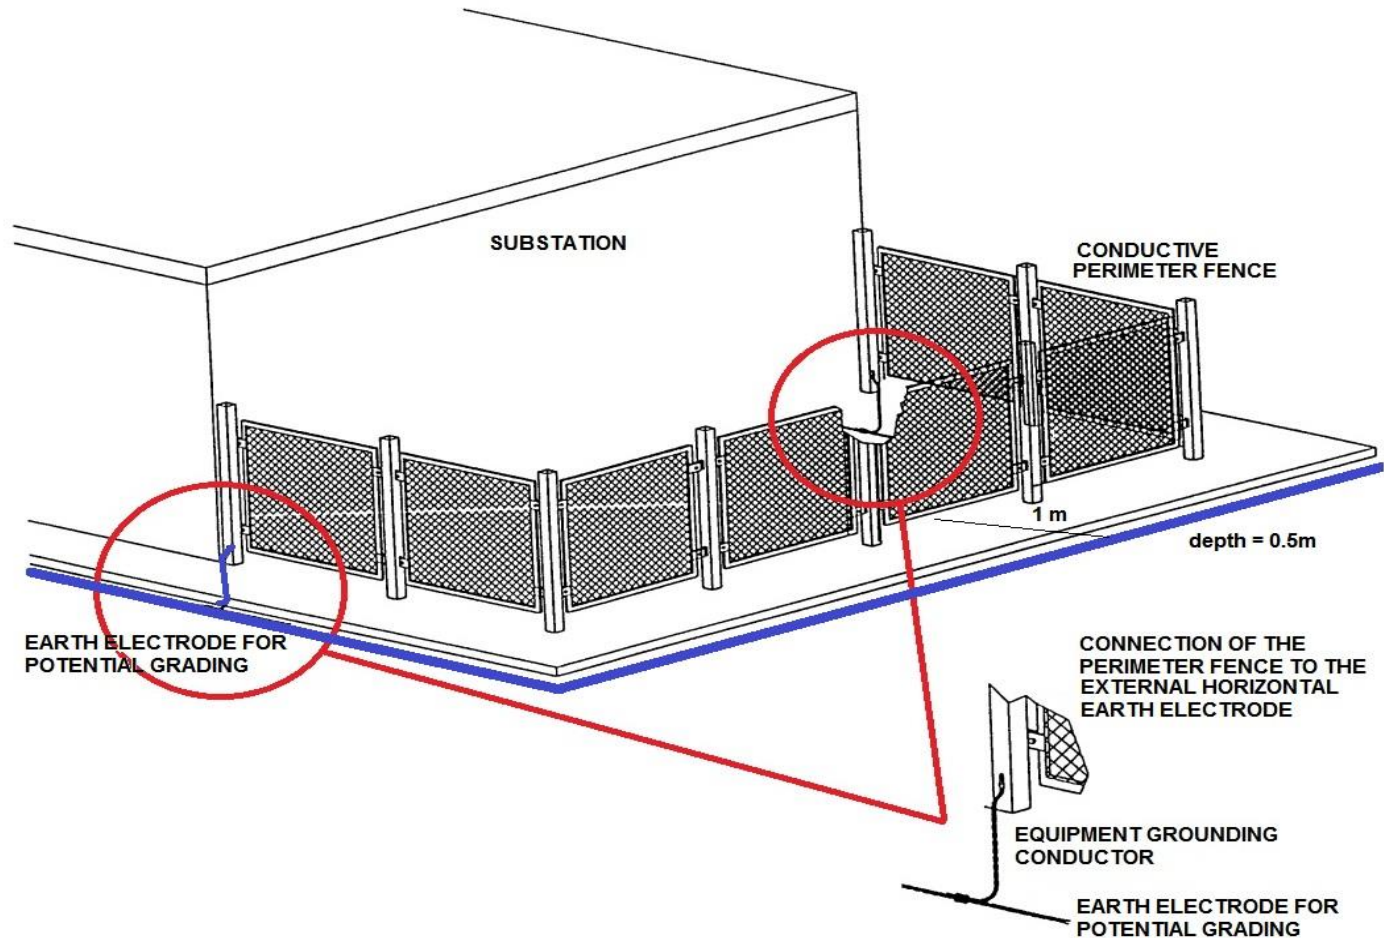 SUBSTATION
CONDUCTIVE
PERIMETER FENCE
1 m
depth = 0.5m
EARTH ELECTRODE FOR
POTENTIAL GRADING
CONNECTION OF THE
PERIMETER FENCE TO THE
EXTERNAL HORIZONTAL
EARTH ELECTRODE
EQUIPMENT GROUNDING
CONDUCTOR
EARTH ELECTRODE FOR
POTENTIAL GRADING